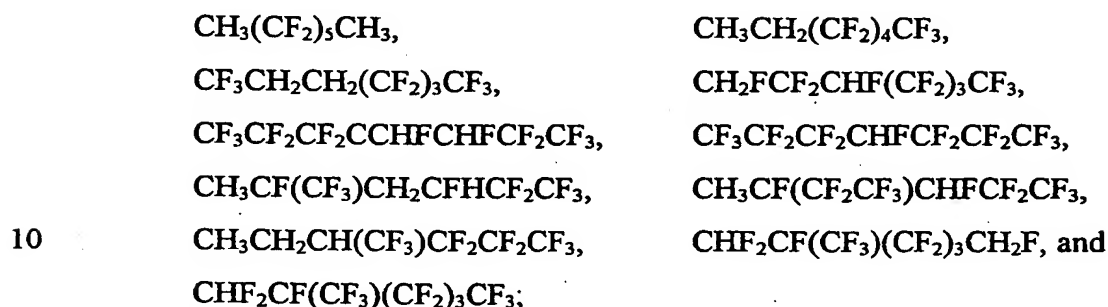 CH₃(CF₂)₅CH₃, CH₃CH₂(CF₂)₄CF₃,
CF₃CH₂CH₂(CF₂)₃CF₃, CH₂FCF₂CHF(CF₂)₃CF₃,
CF₃CF₂CF₂CCHFCHFCF₂CF₃, CF₃CF₂CF₂CHFCF₂CF₂CF₃,
CH₃CF(CF₃)CH₂CFHCF₂CF₃, CH₃CF(CF₂CF₃)CHFCF₂CF₃,
10 CH₃CH₂CH(CF₃)CF₂CF₂CF₃, CHF₂CF(CF₃)(CF₂)₃CH₂F, and
CHF₂CF(CF₃)(CF₂)₃CF₃;